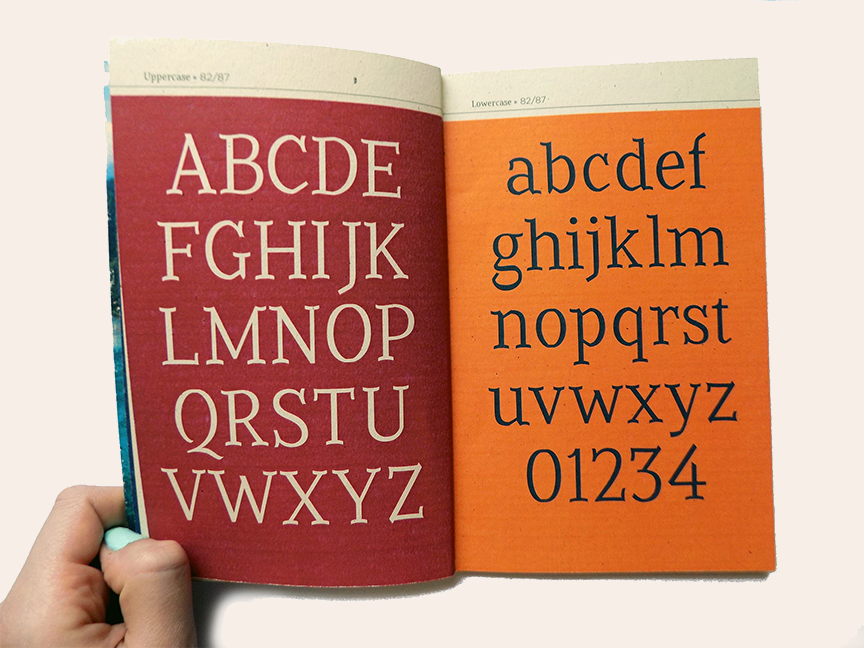 Uppercase • 82/87
ABCDE
FGHIJK
LMNOP
QRSTU
VWXYZ
Lowercase • 82/87
abcdef
ghijklm
nopqrst
uvwxyz
01234